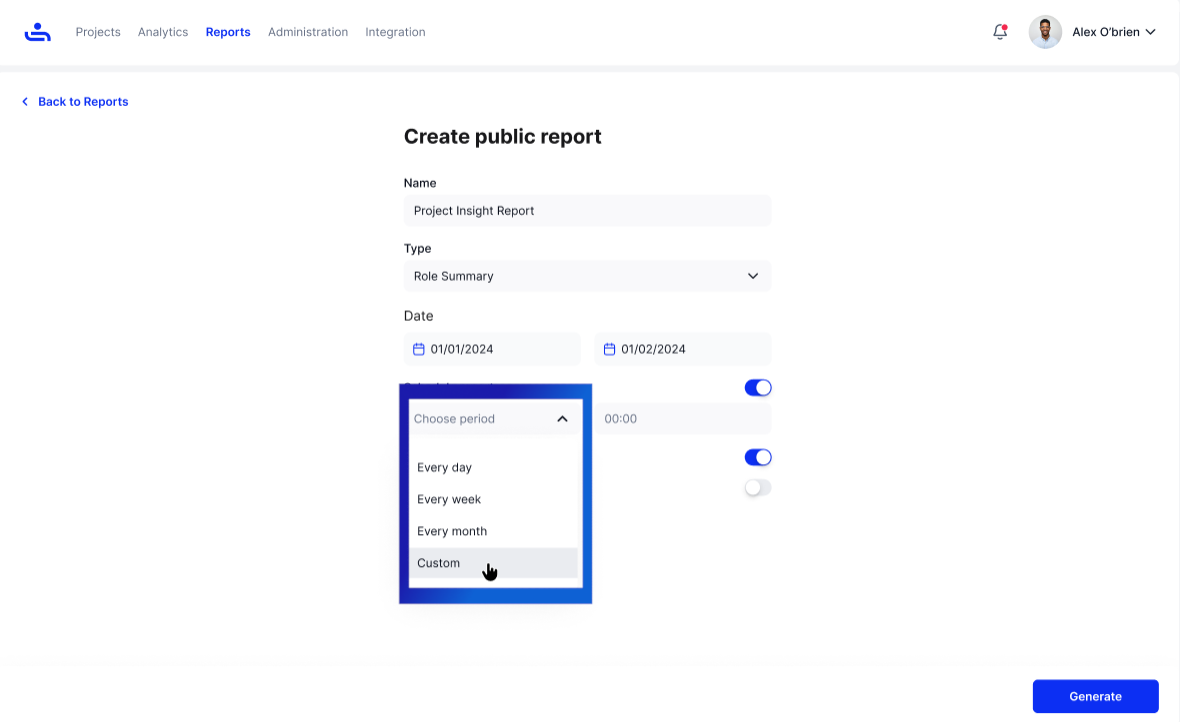 Projects Analytics Reports Administration Integration Alex O'brien
Back to Reports
Create public report
Name
Project Insight Report
Type
Role Summary
Date
01/01/2024 01/02/2024
Choose period 00:00
Every day
Every week
Every month
Custom
Generate